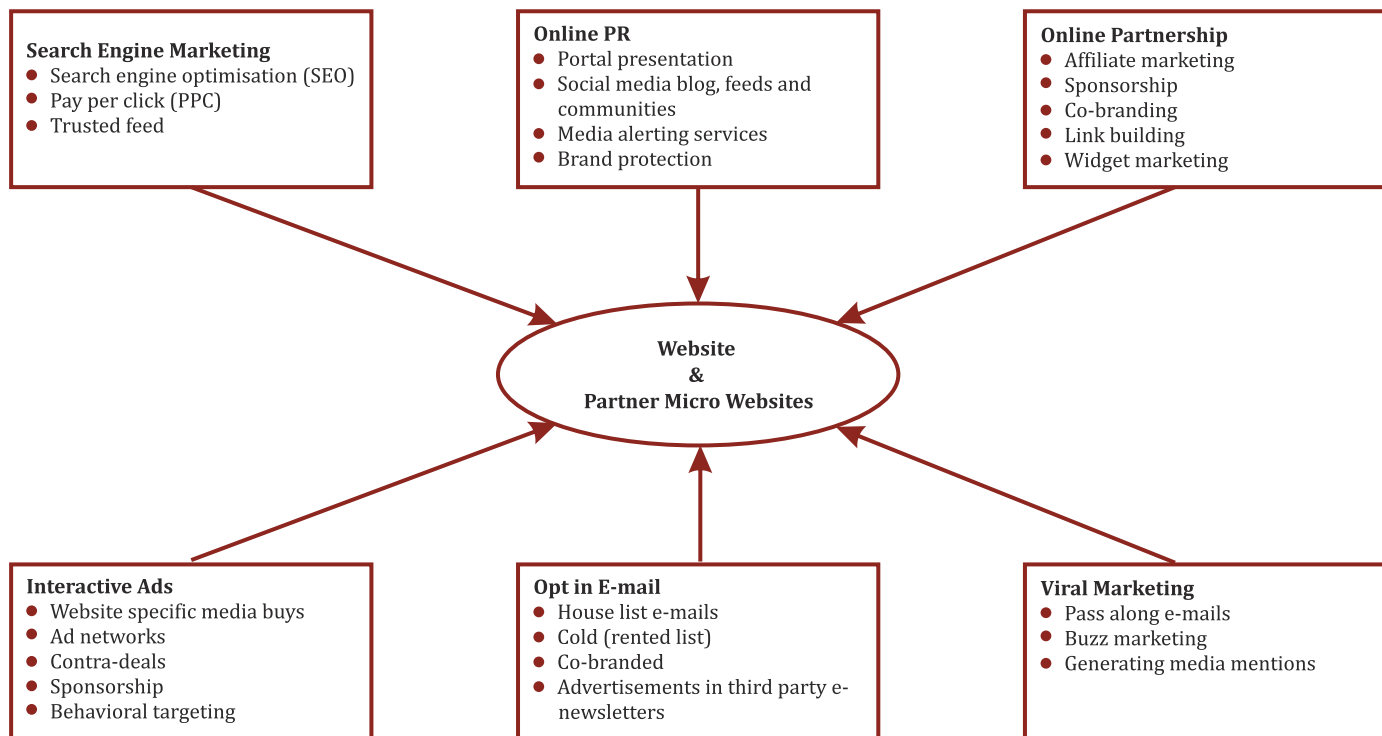 Search Engine Marketing
Search engine optimisation (SEO)
Pay per click (PPC)
Trusted feed
Online PR
Portal presentation
Social media blog, feeds and
communities
Media alerting services
Brand protection
Online Partnership
Affiliate marketing
Sponsorship
Co-branding
Link building
Widget marketing
Website
&
Partner Micro Websites
Interactive Ads
Website specific media buys
Ad networks
Contra-deals
Sponsorship
Behavioral targeting
Opt in E-mail
House list e-mails
Cold (rented list)
Co-branded
Advertisements in third party e-
newsletters
Viral Marketing
Pass along e-mails
Buzz marketing
Generating media mentions